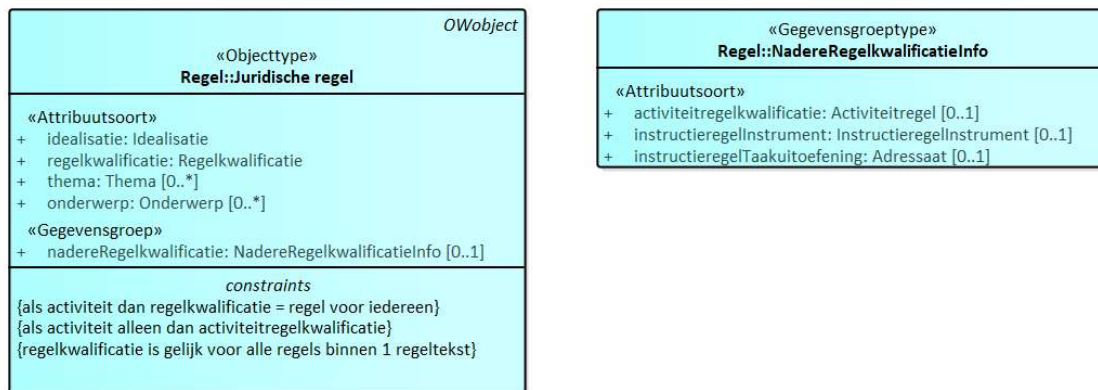 OWobject
«Objecttype»
Regel::Juridische regel
«Attribuutsoort»
+ idealisatie: Idealisatie
+ regelkwalificatie: Regelkwalificatie
+ thema: Thema [0..*]
+ onderwerp: Onderwerp [0..*]
«Gegevensgroep»
+ nadereRegelkwalificatie: NadereRegelkwalificatieInfo [0..1]
constraints
{als activiteit dan regelkwalificatie = regel voor iedereen}
{als activiteit alleen dan activiteitregelkwalificatie}
{regelkwalificatie is gelijk voor alle regels binnen 1 regeltekst}
«Gegevensgroeptype»
Regel::NadereRegelkwalificatieInfo
«Attribuutsoort»
+ activiteitregelkwalificatie: Activiteitregel [0..1]
+ instructieregelInstrument: InstructieregelInstrument [0..1]
+ instructieregelTaakuitoefening: Adressaat [0..1]